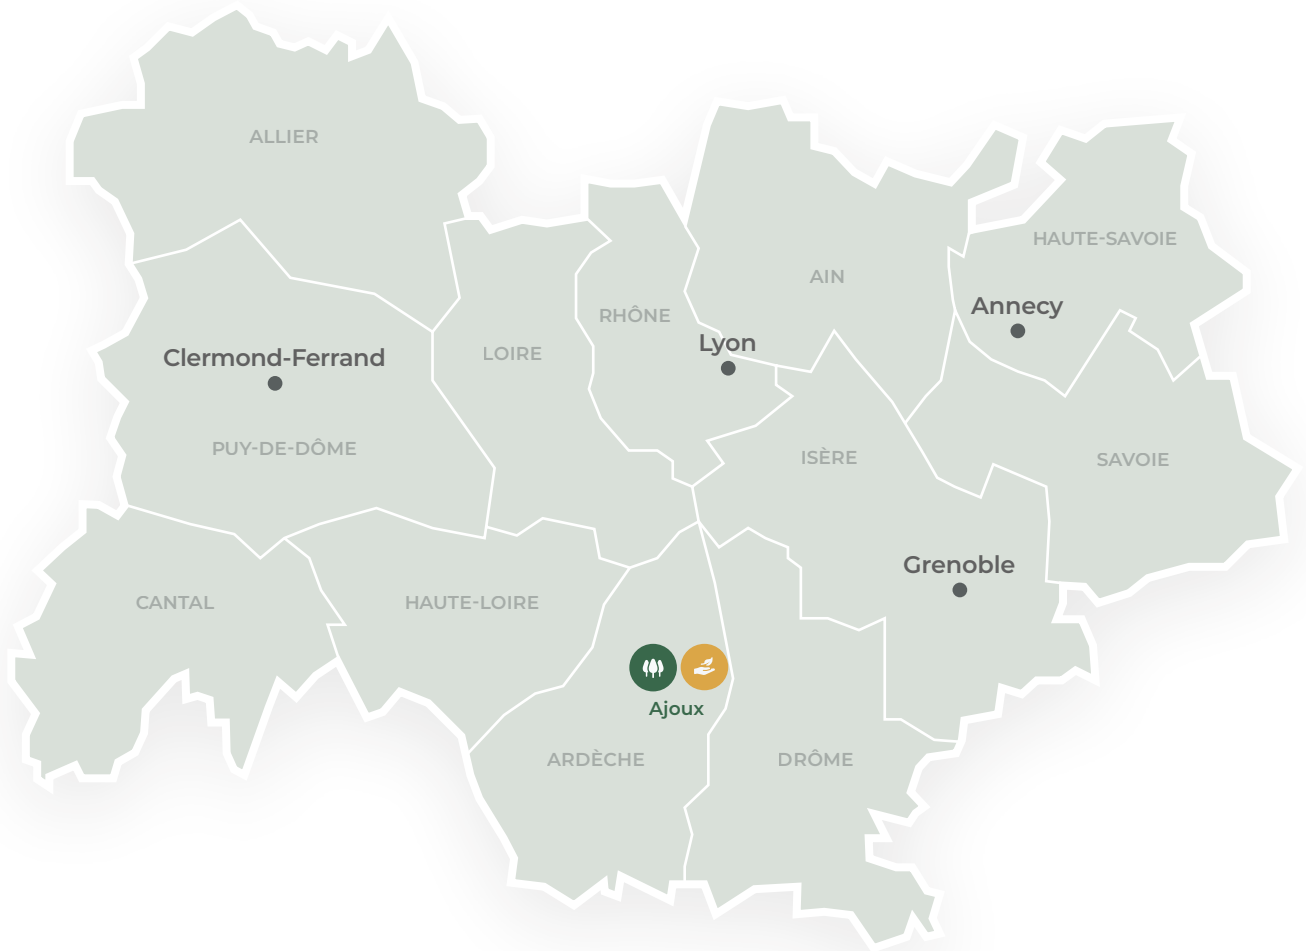 ALLIER
HAUTE-SAVOIE
AIN
Annecy
RHÔNE
Lyon
LOIRE
Clermond-Ferrand
PUY-DE-DÔME
ISÈRE
SAVOIE
Grenoble
CANTAL
HAUTE-LOIRE
Ajoux
ARDÈCHE
DRÔME